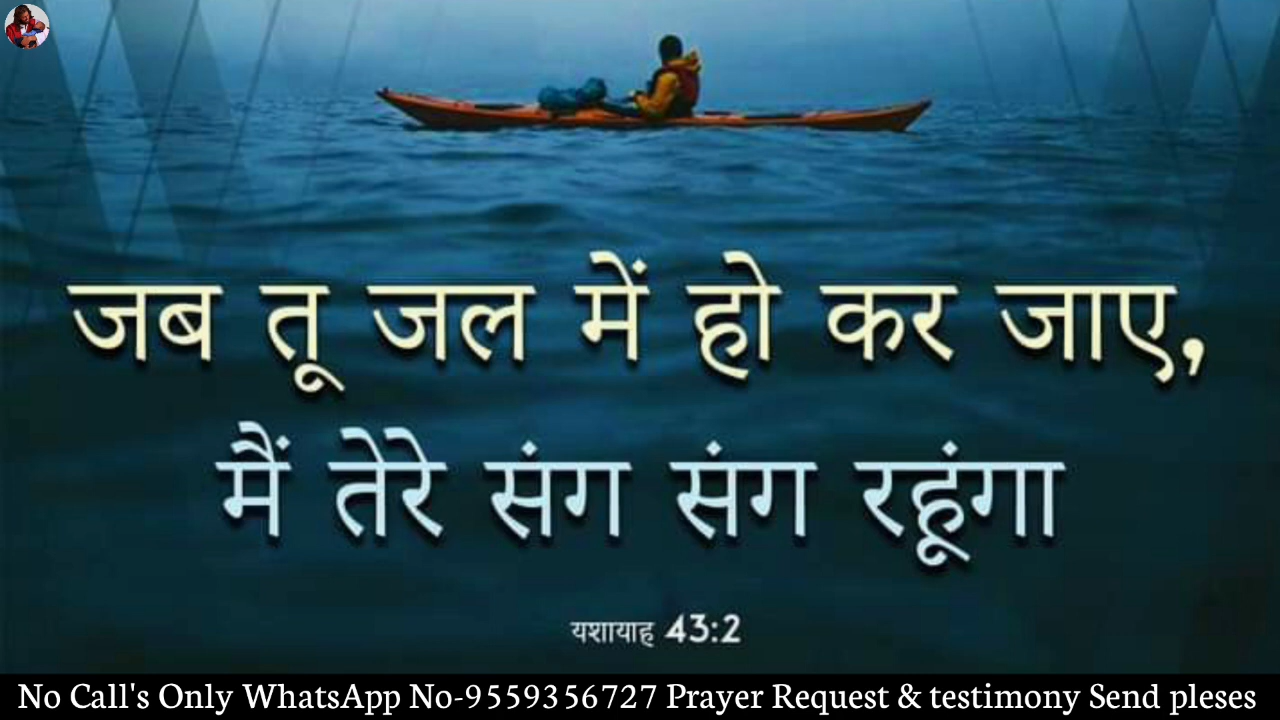 जब तू जल में हो कर जाए,
मैं तेरे संग संग रहूंगा
यशायाह 43:2
No Call's Only WhatsApp No-9559356727 Prayer Request & testimony Send pleses